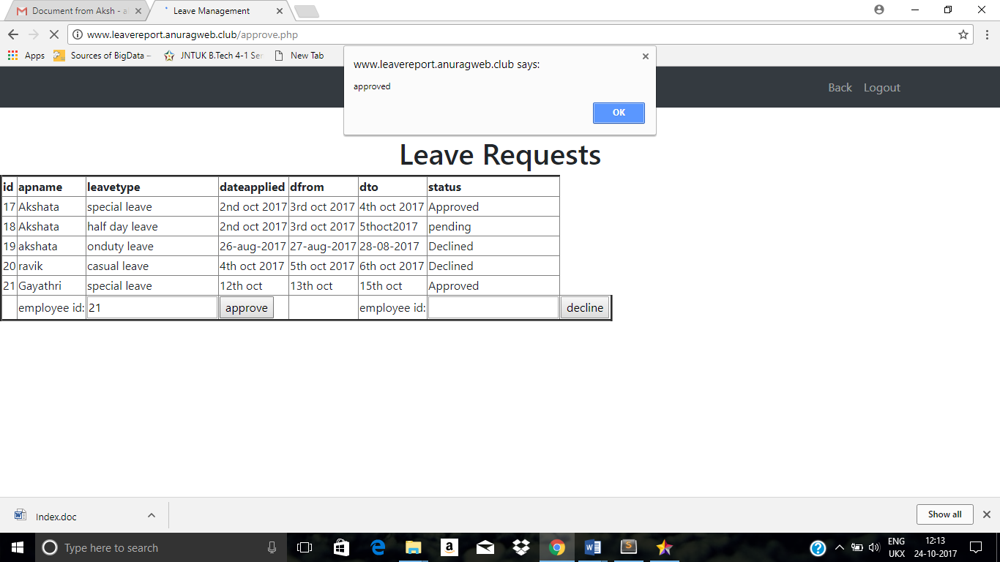 Document from Aksh - a
Leave Management
www.leavereport.anuragweb.club/approve.php
Apps Sources of BigData – JNTUK B.Tech 4-1 Ser New Tab
www.leavereport.anuragweb.club says:
approved
OK
Back Logout
Leave Requests
id apname leavetype dateapplied dfrom dto status
17 Akshata special leave 2nd oct 2017 3rd oct 2017 4th oct 2017 Approved
18 Akshata half day leave 2nd oct 2017 3rd oct 2017 5thoct2017 pending
19 akshata onduty leave 26-aug-2017 27-aug-2017 28-08-2017 Declined
20 ravik casual leave 4th oct 2017 5th oct 2017 6th oct 2017 Declined
21 Gayathri special leave 12th oct 13th oct 15th oct Approved
employee id: 21 approve employee id: decline
Index.doc
Show all
Type here to search
ENG 12:13
UKX 24-10-2017